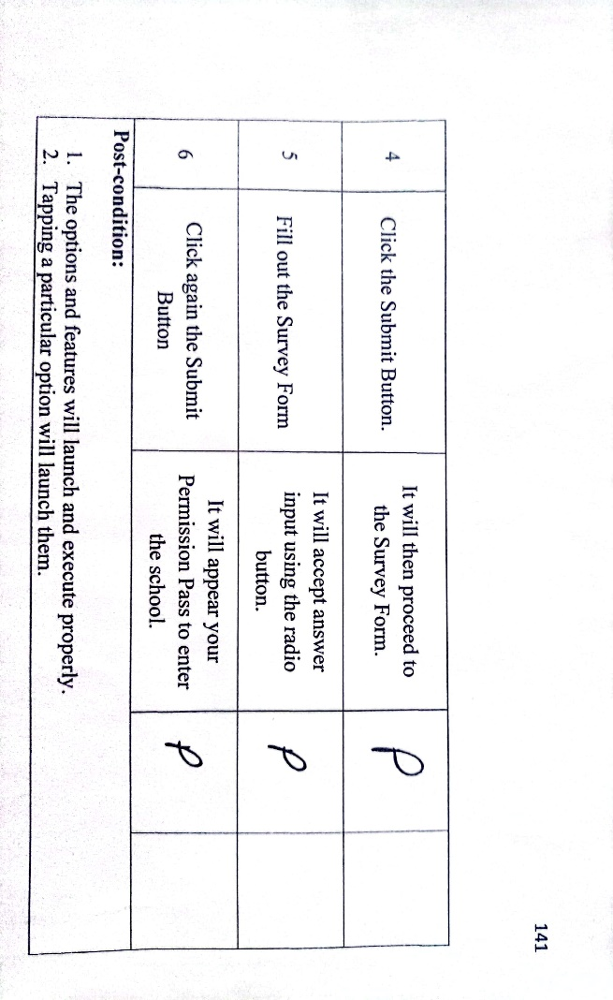 141
4
Click the Submit Button.
It will then proceed to
the Survey Form.
P
5
Fill out the Survey Form
It will accept answer
input using the radio
button.
P
6
Click again the Submit
Button
It will appear your
Permission Pass to enter
the school.
P
Post-condition:
1. The options and features will launch and execute properly.
2. Tapping a particular option will launch them.